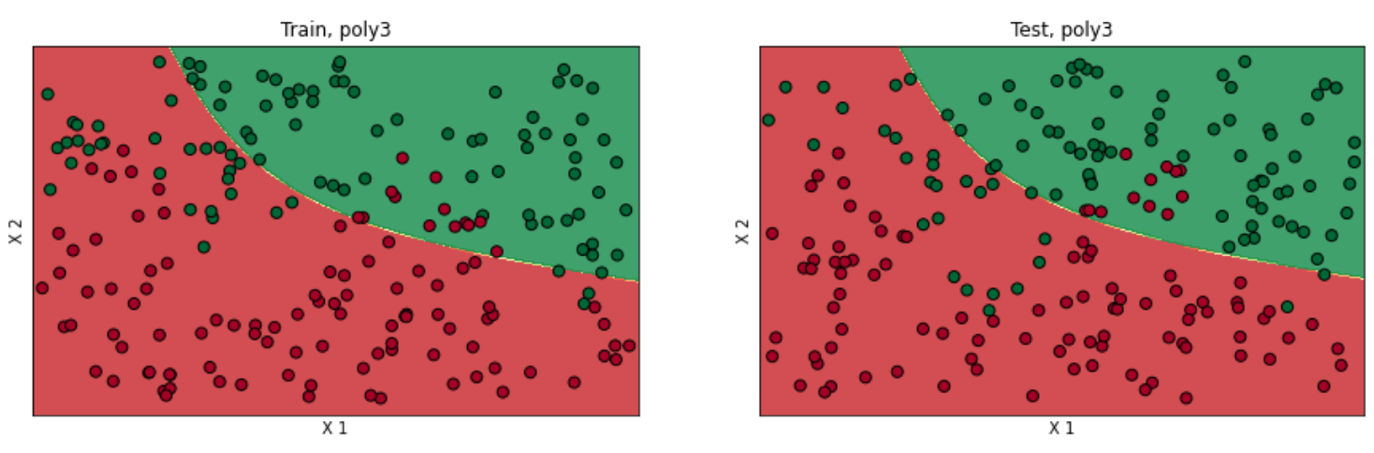 Train, poly3
Test, poly3
X 2
X 2
X 1
X 1